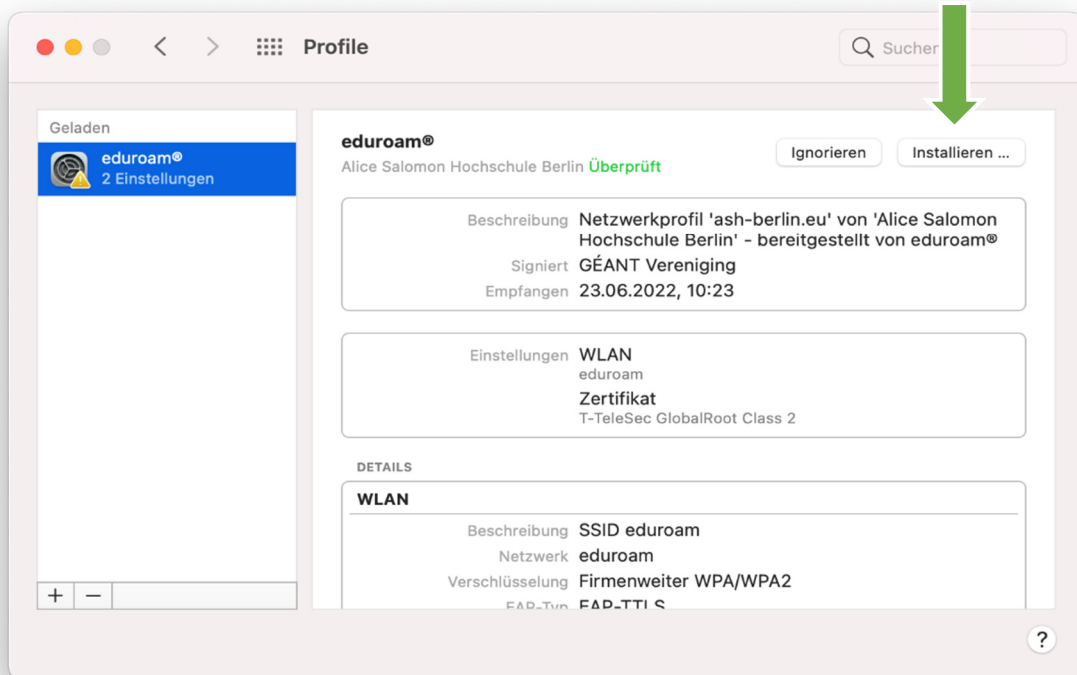 Profile
Suchen
Geladen
eduroam®
2 Einstellungen
eduroam®
Alice Salomon Hochschule Berlin Überprüft
Ignorieren
Installieren ...
Beschreibung Netzwerkprofil 'ash-berlin.eu' von 'Alice Salomon
Hochschule Berlin' - bereitgestellt von eduroam®
Signiert GÉANT Vereniging
Empfangen 23.06.2022, 10:23
Einstellungen WLAN
eduroam
Zertifikat
T-TeleSec GlobalRoot Class 2
DETAILS
WLAN
Beschreibung SSID eduroam
Netzwerk eduroam
Verschlüsselung Firmenweiter WPA/WPA2
EAP-Typ EAP-TTLS
+ −
?